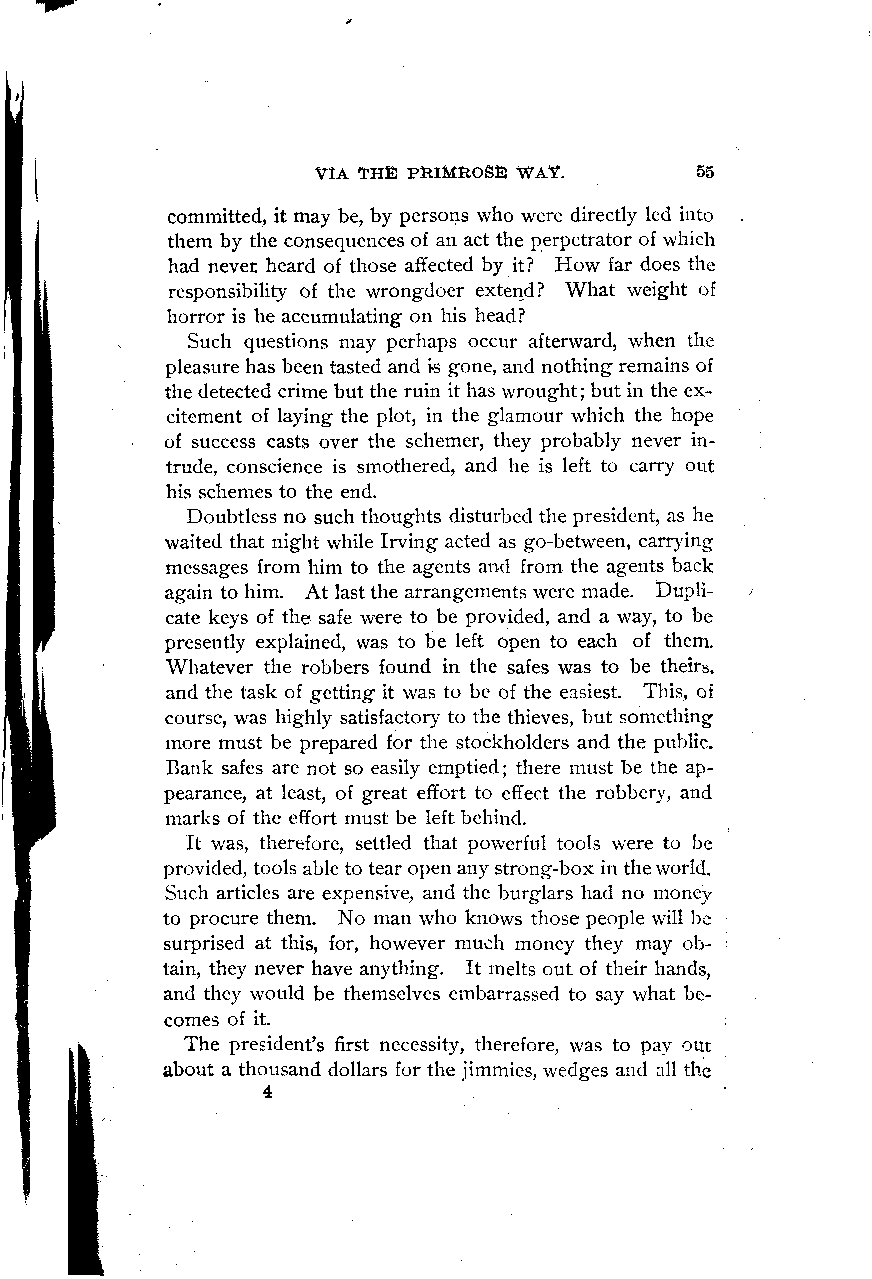 VIA THE PRIMROSE WAY. 55
committed, it may be, by persons who were directly led into
them by the consequences of an act the perpetrator of which
had never heard of those affected by it? How far does the
responsibility of the wrongdoer extend? What weight of
horror is he accumulating on his head?
Such questions may perhaps occur afterward, when the
pleasure has been tasted and is gone, and nothing remains of
the detected crime but the ruin it has wrought; but in the ex-
citement of laying the plot, in the glamour which the hope
of success casts over the schemer, they probably never in-
trude, conscience is smothered, and he is left to carry out
his schemes to the end.
Doubtless no such thoughts disturbed the president, as he
waited that night while Irving acted as go-between, carrying
messages from him to the agents and from the agents back
again to him. At last the arrangements were made. Dupli-
cate keys of the safe were to be provided, and a way, to be
presently explained, was to be left open to each of them.
Whatever the robbers found in the safes was to be theirs,
and the task of getting it was to be of the easiest. This, of
course, was highly satisfactory to the thieves, but something
more must be prepared for the stockholders and the public.
Bank safes are not so easily emptied; there must be the ap-
pearance, at least, of great effort to effect the robbery, and
marks of the effort must be left behind.
It was, therefore, settled that powerful tools were to be
provided, tools able to tear open any strong-box in the world.
Such articles are expensive, and the burglars had no money
to procure them. No man who knows those people will be
surprised at this, for, however much money they may ob-
tain, they never have anything. It melts out of their hands,
and they would be themselves embarrassed to say what be-
comes of it.
The president's first necessity, therefore, was to pay out
about a thousand dollars for the jimmies, wedges and all the
4